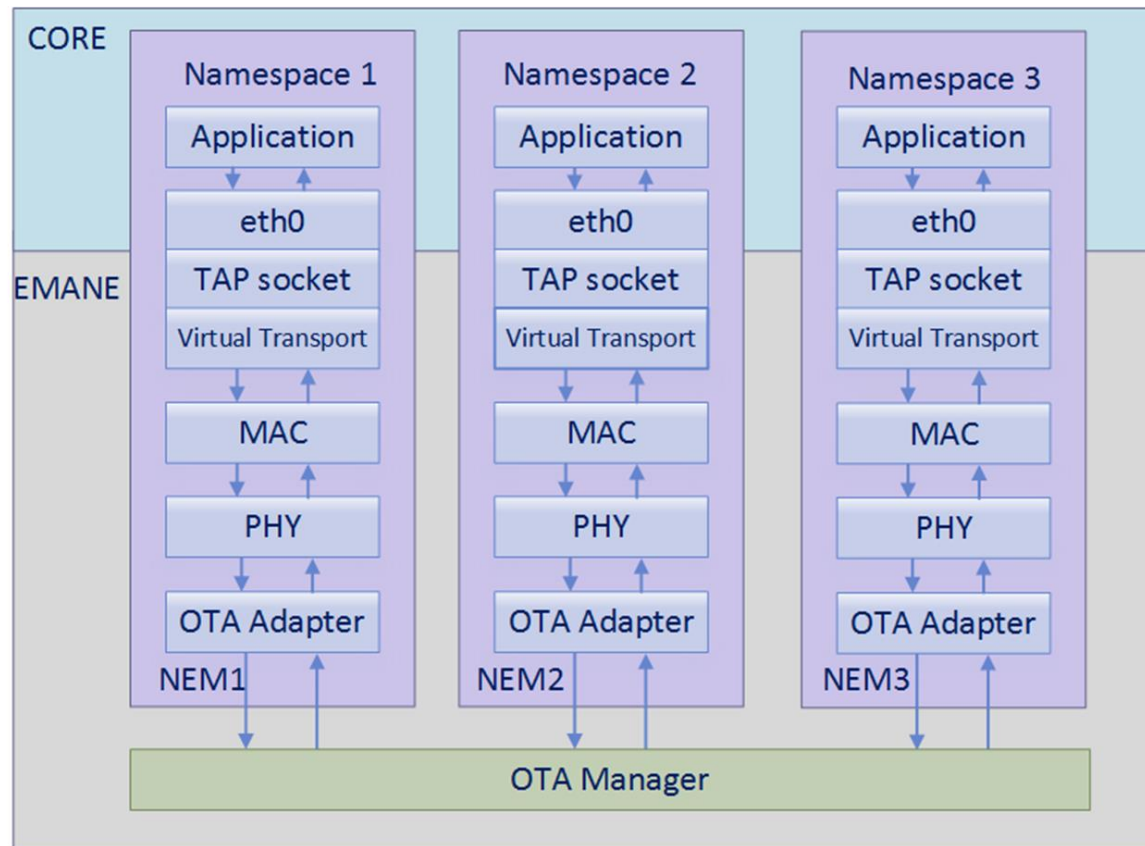 CORE
Namespace 1
Application
eth0
TAP socket
Virtual Transport
MAC
PHY
OTA Adapter
NEM1
Namespace 2
Application
eth0
TAP socket
Virtual Transport
MAC
PHY
OTA Adapter
NEM2
Namespace 3
Application
eth0
TAP socket
Virtual Transport
MAC
PHY
OTA Adapter
NEM3
EMANE
OTA Manager